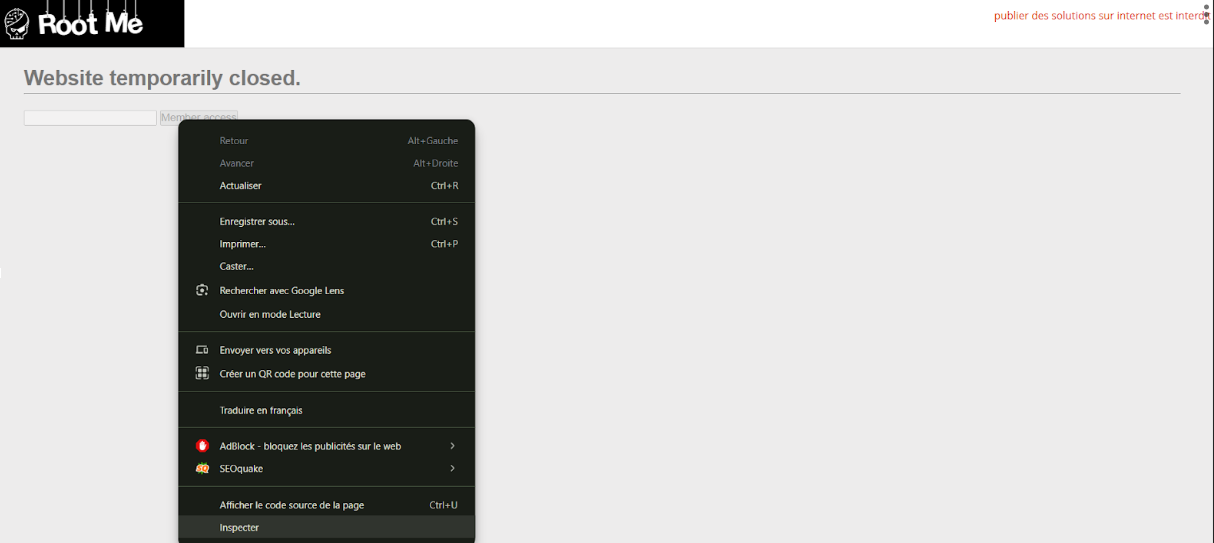 Root Me
publier des solutions sur internet est interdit
Website temporarily closed.
Member access
Retour Alt+Gauche
Avancer Alt+Droite
Actualiser Ctrl+R
Enregistrer sous... Ctrl+S
Imprimer... Ctrl+P
Caster...
Rechercher avec Google Lens
Ouvrir en mode Lecture
Envoyer vers vos appareils
Créer un QR code pour cette page
Traduire en français
AdBlock - bloquez les publicités sur le web
SEOquake
Afficher le code source de la page Ctrl+U
Inspecter